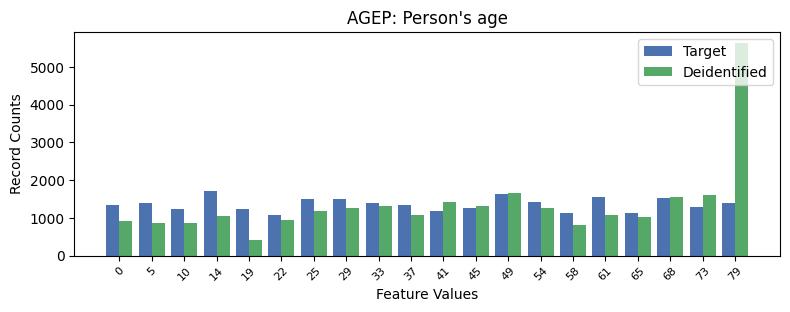 AGEP: Person's age
Target
Deidentified
Record Counts
5000
4000
3000
2000
1000
0
0 5 10 14 19 22 25 29 33 37 41 45 49 54 58 61 65 68 73 79
Feature Values